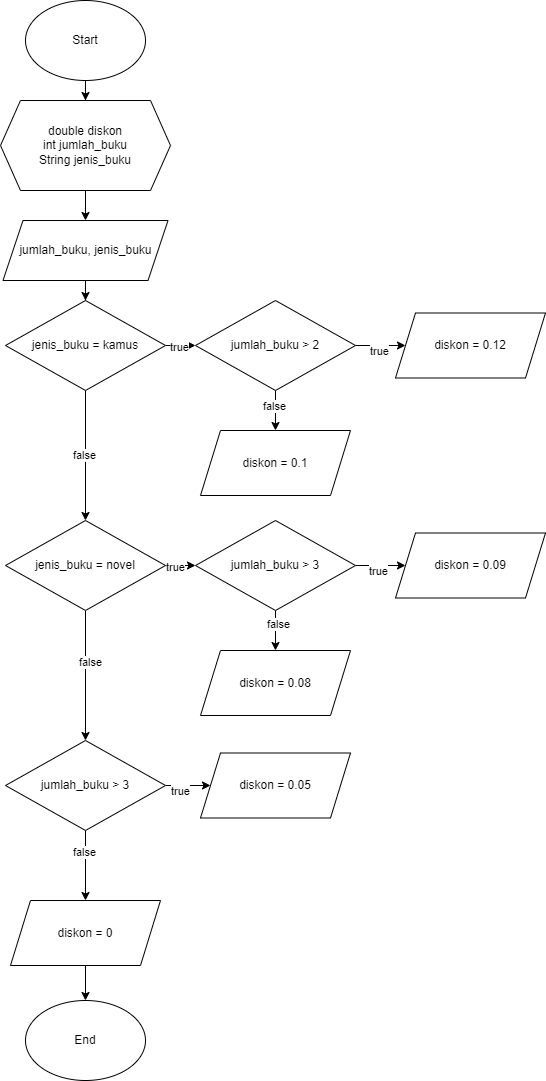 Start
double diskon
int jumlah_buku
String jenis_buku
jumlah_buku, jenis_buku
jenis_buku = kamus
true
jumlah_buku > 2
true
diskon = 0.12
false
diskon = 0.1
false
jenis_buku = novel
true
jumlah_buku > 3
true
diskon = 0.09
false
diskon = 0.08
false
jumlah_buku > 3
true
diskon = 0.05
false
diskon = 0
End